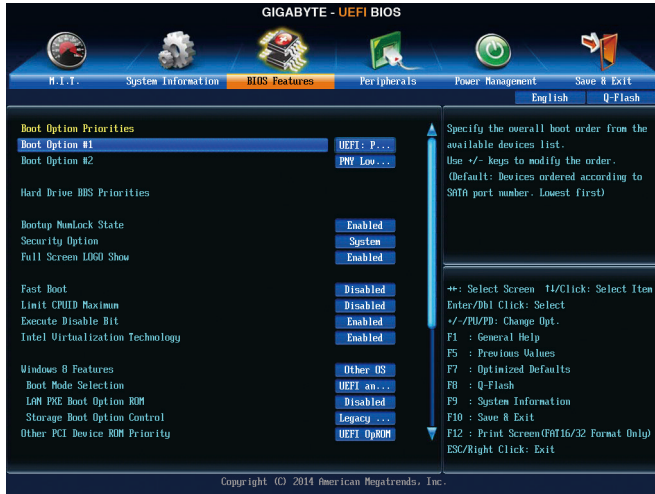 GIGABYTE - UEFI BIOS
M.I.T.
System Information
BIOS Features
Peripherals
Power Management
Save & Exit
English
Q-Flash
Boot Option Priorities
Boot Option #1 UEFI: P...
Boot Option #2 PNY Lov...
Hard Drive BBS Priorities
Bootup NumLock State Enabled
Security Option System
Full Screen LOGO Show Enabled
Fast Boot Disabled
Limit CPUID Maximum Disabled
Execute Disable Bit Enabled
Intel Virtualization Technology Enabled
Windows 8 Features Other OS
Boot Mode Selection UEFI an...
LAN PXE Boot Option ROM Disabled
Storage Boot Option Control Legacy ...
Other PCI Device ROM Priority UEFI OpROM
Specify the overall boot order from the
available devices list.
Use +/- keys to modify the order.
(Default: Devices ordered according to
SATA port number. Lowest first)
→←: Select Screen ↑↓/Click: Select Item
Enter/Dbl Click: Select
+/-/PU/PD: Change Opt.
F1 : General Help
F5 : Previous Values
F7 : Optimized Defaults
F8 : Q-Flash
F9 : System Information
F10 : Save & Exit
F12 : Print Screen(FAT16/32 Format Only)
ESC/Right Click: Exit
Copyright (C) 2014 American Megatrends, Inc.